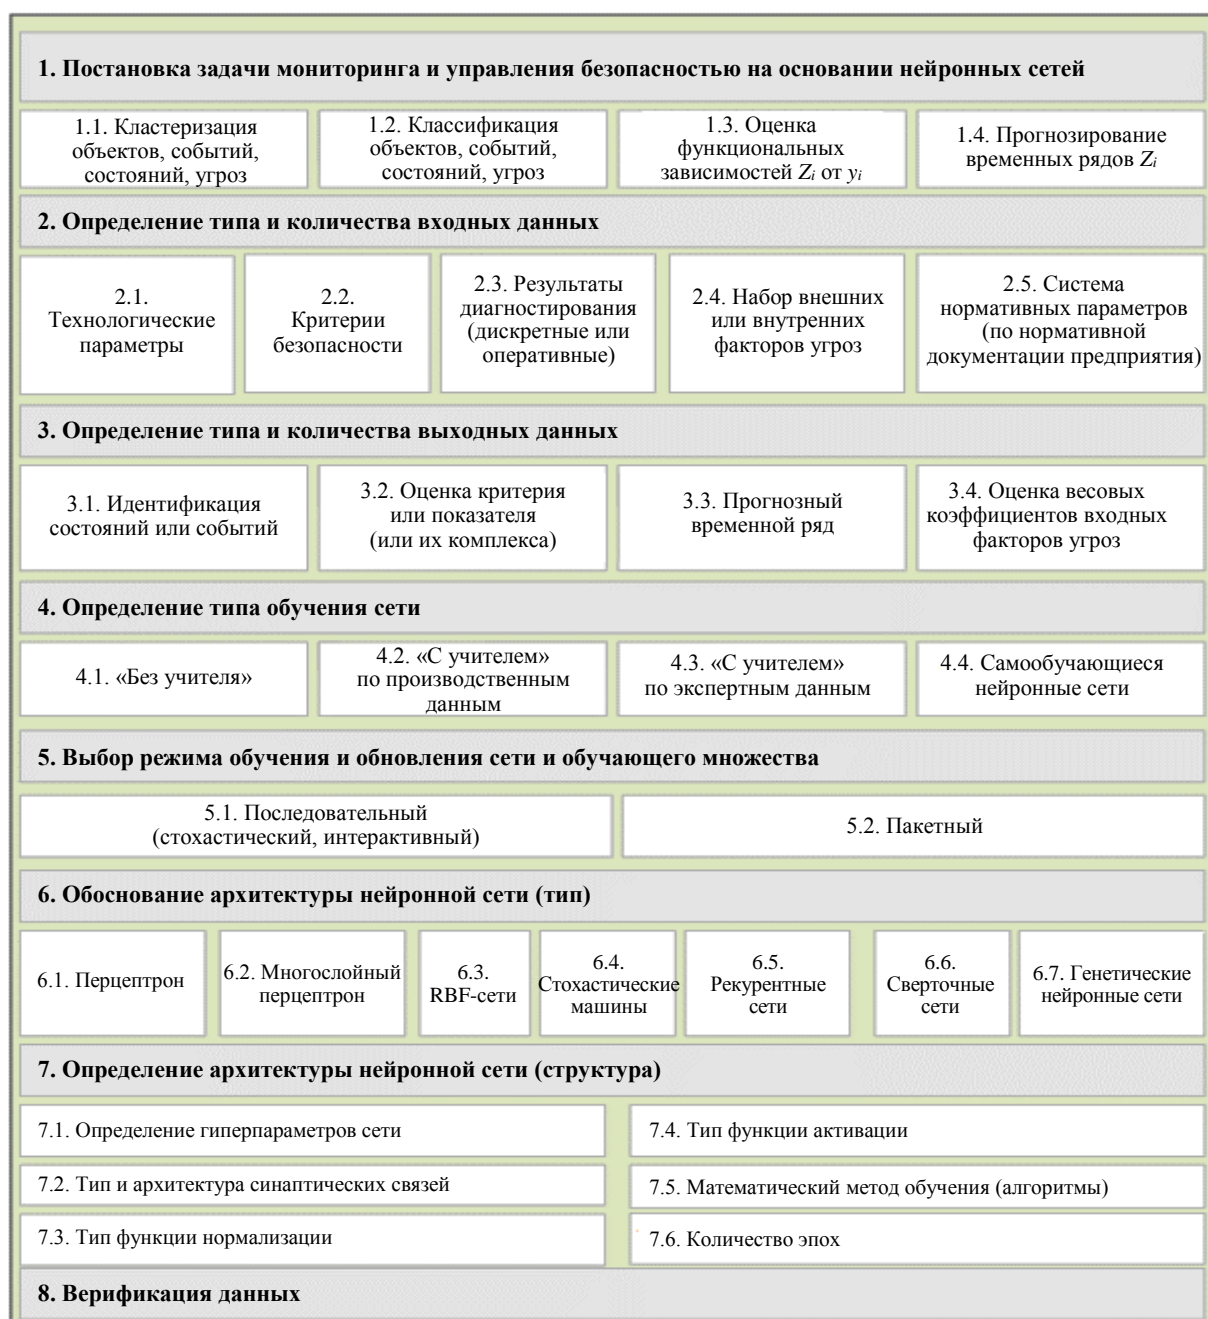 1. Постановка задачи мониторинга и управления безопасностью на основании нейронных сетей
1.1. Кластеризация
объектов, событий,
состояний, угроз
1.2. Классификация
объектов, событий,
состояний, угроз
1.3. Оценка
функциональных
зависимостей Zi от yi
1.4. Прогнозирование
временных рядов Zi
2. Определение типа и количества входных данных
2.1.
Технологические
параметры
2.2.
Критерии
безопасности
2.3. Результаты
диагностирования
(дискретные или
оперативные)
2.4. Набор внешних
или внутренних
факторов угроз
2.5. Система
нормативных параметров
(по нормативной
документации предприятия)
3. Определение типа и количества выходных данных
3.1. Идентификация
состояний или событий
3.2. Оценка критерия
или показателя
(или их комплекса)
3.3. Прогнозный
временной ряд
3.4. Оценка весовых
коэффициентов входных
факторов угроз
4. Определение типа обучения сети
4.1. «Без учителя»
4.2. «С учителем»
по производственным
данным
4.3. «С учителем»
по экспертным данным
4.4. Самообучающиеся
нейронные сети
5. Выбор режима обучения и обновления сети и обучающего множества
5.1. Последовательный
(стохастический, интерактивный)
5.2. Пакетный
6. Обоснование архитектуры нейронной сети (тип)
6.1. Перцептрон
6.2. Многослойный
перцептрон
6.3.
RBF-сети
6.4.
Стохастические
машины
6.5.
Рекурентные
сети
6.6.
Сверточные
сети
6.7. Генетические
нейронные сети
7. Определение архитектуры нейронной сети (структура)
7.1. Определение гиперпараметров сети
7.4. Тип функции активации
7.2. Тип и архитектура синаптических связей
7.5. Математический метод обучения (алгоритмы)
7.3. Тип функции нормализации
7.6. Количество эпох
8. Верификация данных